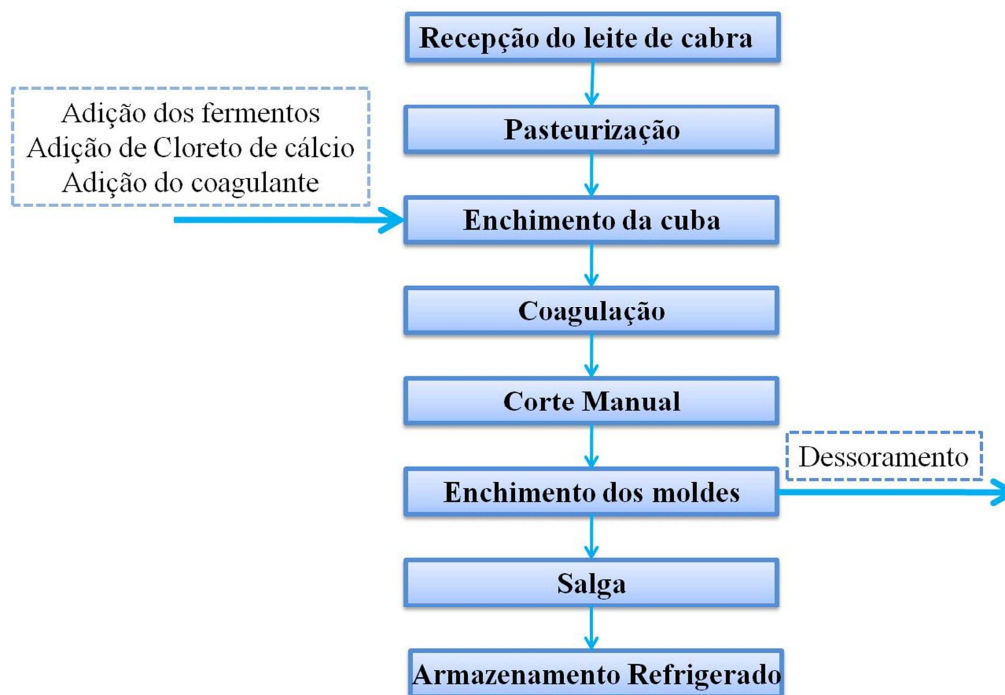 Recepção do leite de cabra
Adição dos fermentos
Adição de Cloreto de cálcio
Adição do coagulante
Pasteurização
Enchimento da cuba
Coagulação
Corte Manual
Dessoramento
Enchimento dos moldes
Salga
Armazenamento Refrigerado